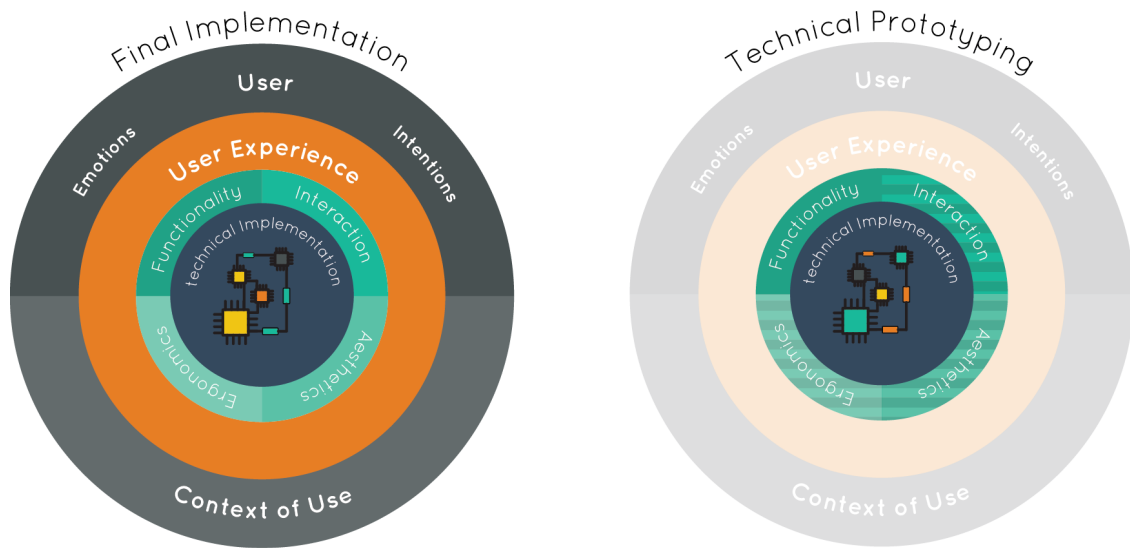 Final Implementation
User
Emotions
Intentions
User Experience
Functionality
Interaction
technical Implementation
Ergonomics
Aesthetics
Context of Use
Technical Prototyping
User
Emotions
Intentions
User Experience
Functionality
Interaction
technical Implementation
Ergonomics
Aesthetics
Context of Use